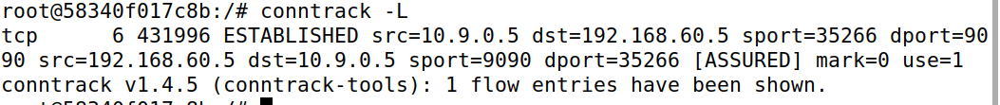 root@58340f017c8b:/# conntrack -L
tcp      6 431996 ESTABLISHED src=10.9.0.5 dst=192.168.60.5 sport=35266 dport=90
90 src=192.168.60.5 dst=10.9.0.5 sport=9090 dport=35266 [ASSURED] mark=0 use=1
conntrack v1.4.5 (conntrack-tools): 1 flow entries have been shown.
root@58340f017c8b:/#